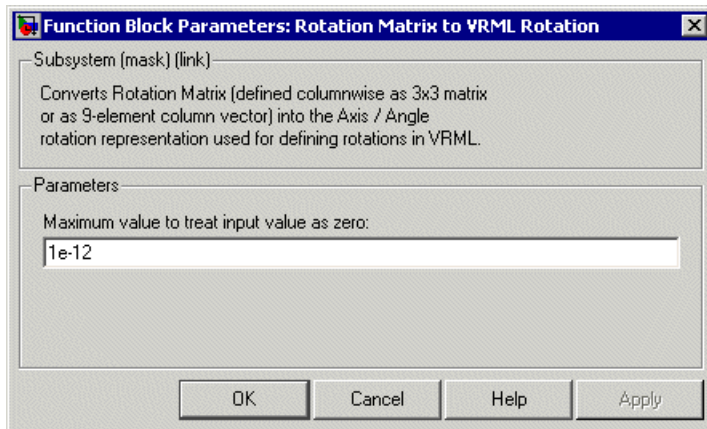 Function Block Parameters: Rotation Matrix to VRML Rotation
Subsystem (mask) (link)
Converts Rotation Matrix (defined columnwise as 3x3 matrix
or as 9-element column vector) into the Axis / Angle
rotation representation used for defining rotations in VRML.
Parameters
Maximum value to treat input value as zero:
1e-12
OK Cancel Help Apply